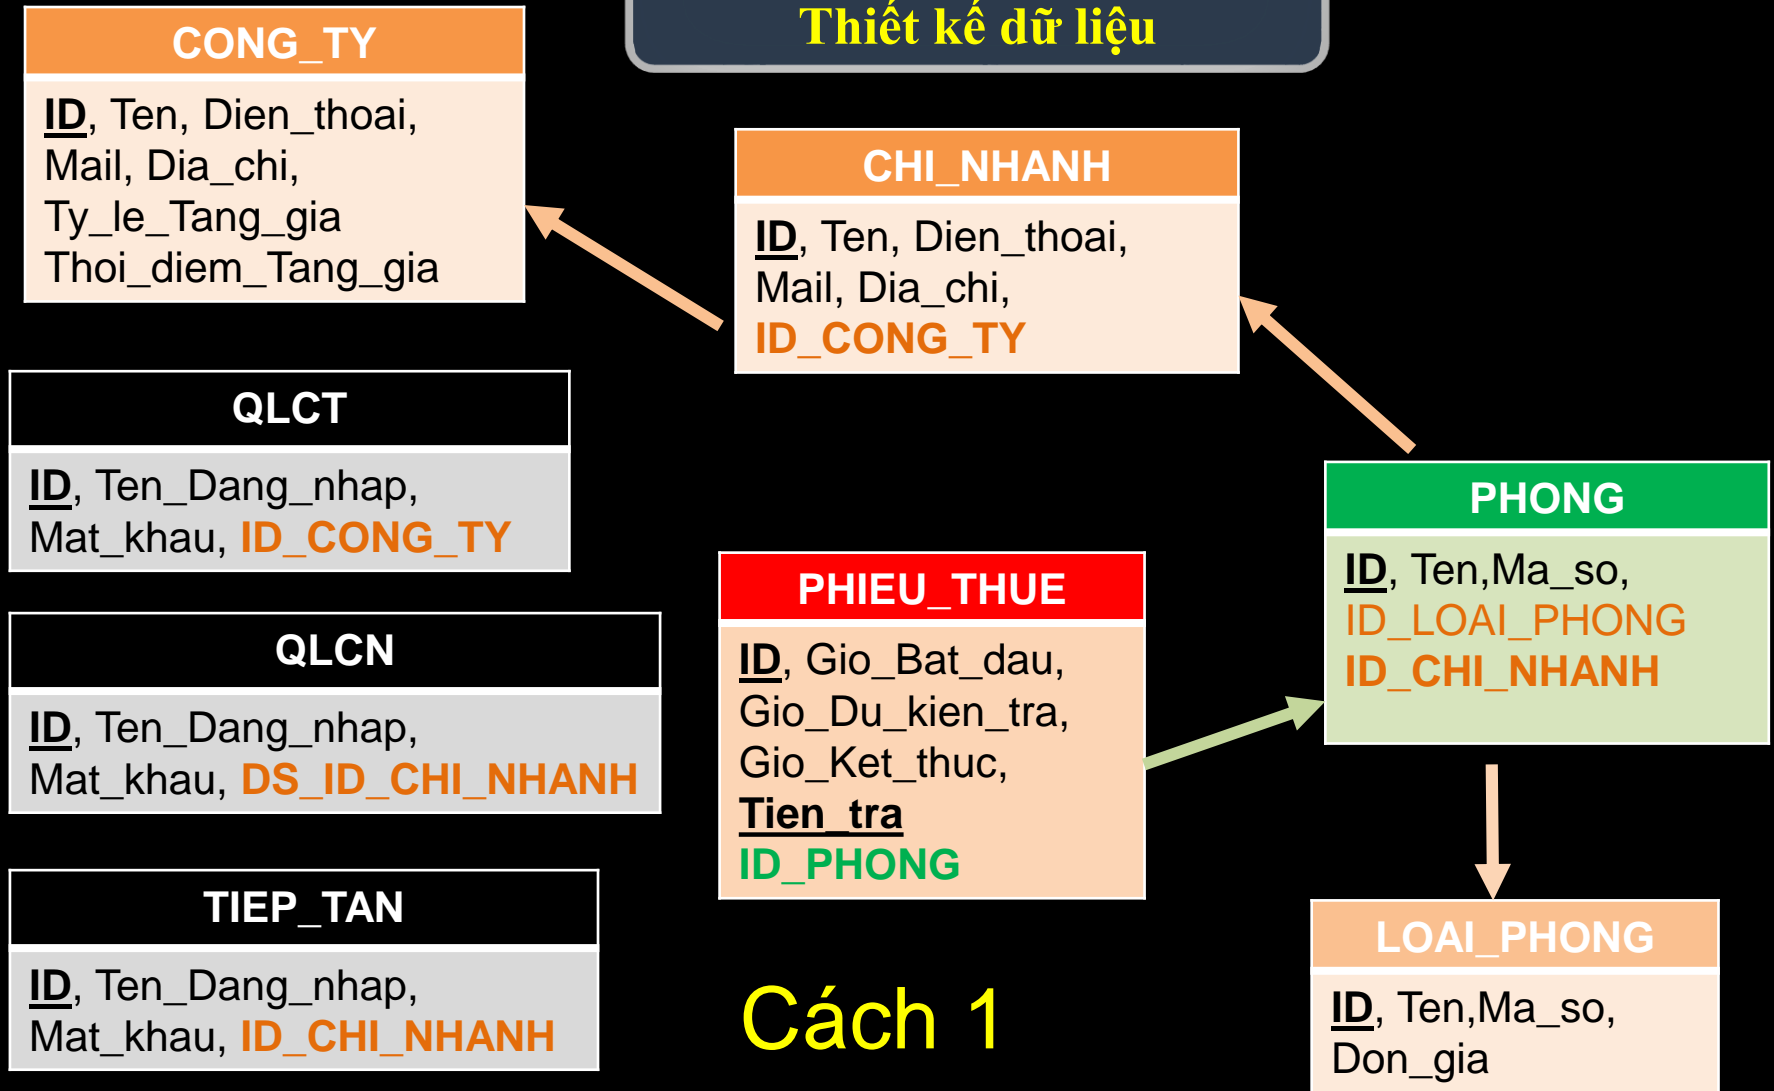 Thiết kế dữ liệu
CONG_TY
ID, Ten, Dien_thoai,
Mail, Dia_chi,
Ty_le_Tang_gia
Thoi_diem_Tang_gia
CHI_NHANH
ID, Ten, Dien_thoai,
Mail, Dia_chi,
ID_CONG_TY
QLCT
ID, Ten_Dang_nhap,
Mat_khau, ID_CONG_TY
QLCN
ID, Ten_Dang_nhap,
Mat_khau, DS_ID_CHI_NHANH
TIEP_TAN
ID, Ten_Dang_nhap,
Mat_khau, ID_CHI_NHANH
PHIEU_THUE
ID, Gio_Bat_dau,
Gio_Du_kien_tra,
Gio_Ket_thuc,
Tien_tra
ID_PHONG
PHONG
ID, Ten,Ma_so,
ID_LOAI_PHONG
ID_CHI_NHANH
LOAI_PHONG
ID, Ten,Ma_so,
Don_gia
Cách 1